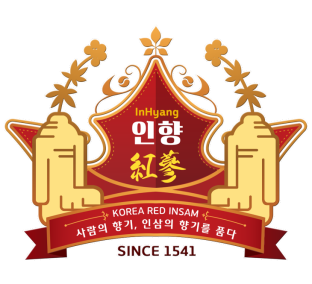 InHyang
인향
紅蔘
KOREA RED INSAM
사람의 향기, 인삼의 향기를 품다
SINCE 1541